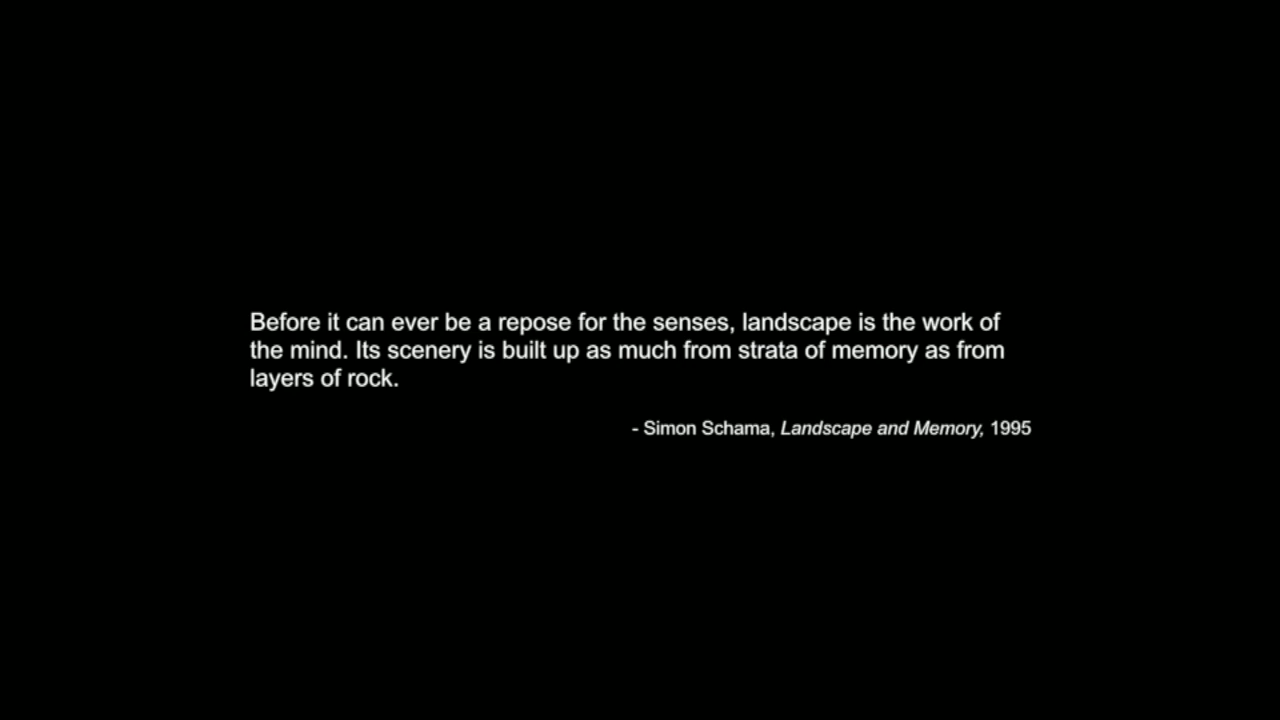 Before it can ever be a repose for the senses, landscape is the work of
the mind. Its scenery is built up as much from strata of memory as from
layers of rock.
- Simon Schama, Landscape and Memory, 1995